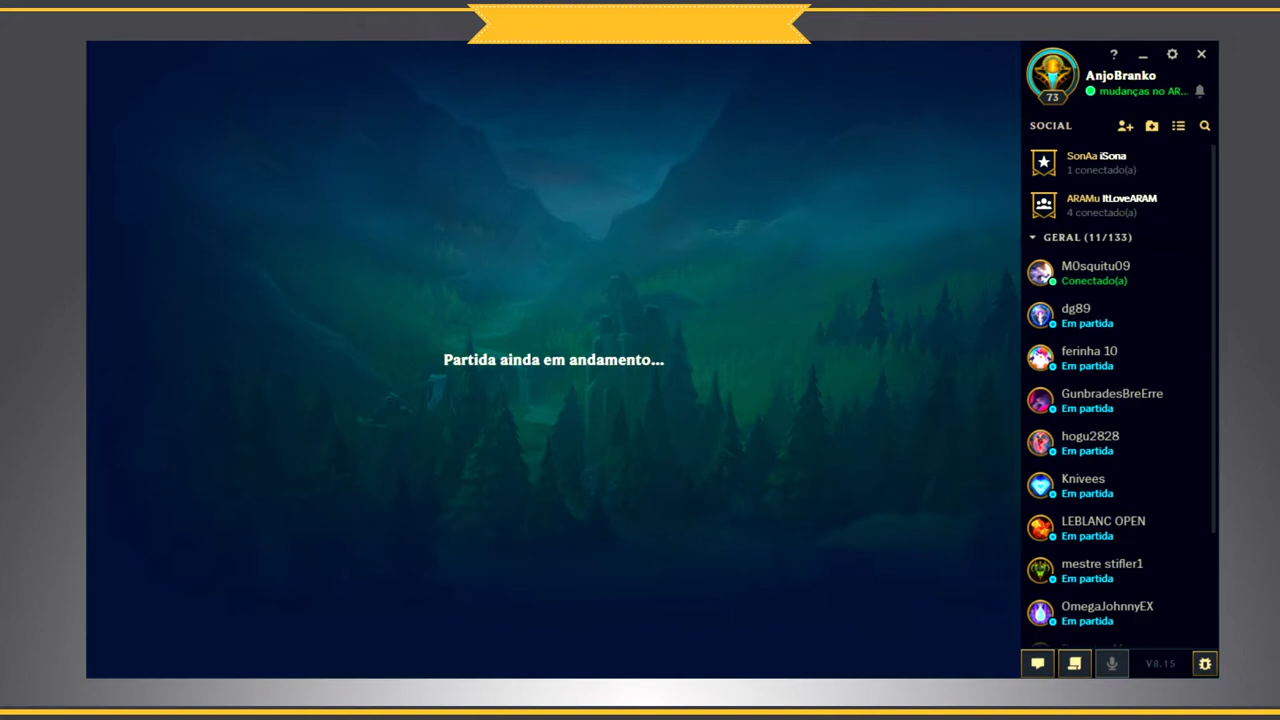 ?
AnjoBranko
mudanças no AR...
73
SOCIAL
SonAa iSona
1 conectado(a)
ARAMu ItLoveARAM
4 conectado(a)
GERAL (11/133)
M0squitu09
Conectado(a)
dg89
Em partida
Partida ainda em andamento...
ferinha 10
Em partida
GunbradesBreErre
Em partida
hogu2828
Em partida
Knivees
Em partida
LEBLANC OPEN
Em partida
mestre stifler1
Em partida
OmegaJohnnyEX
Em partida
V8.15